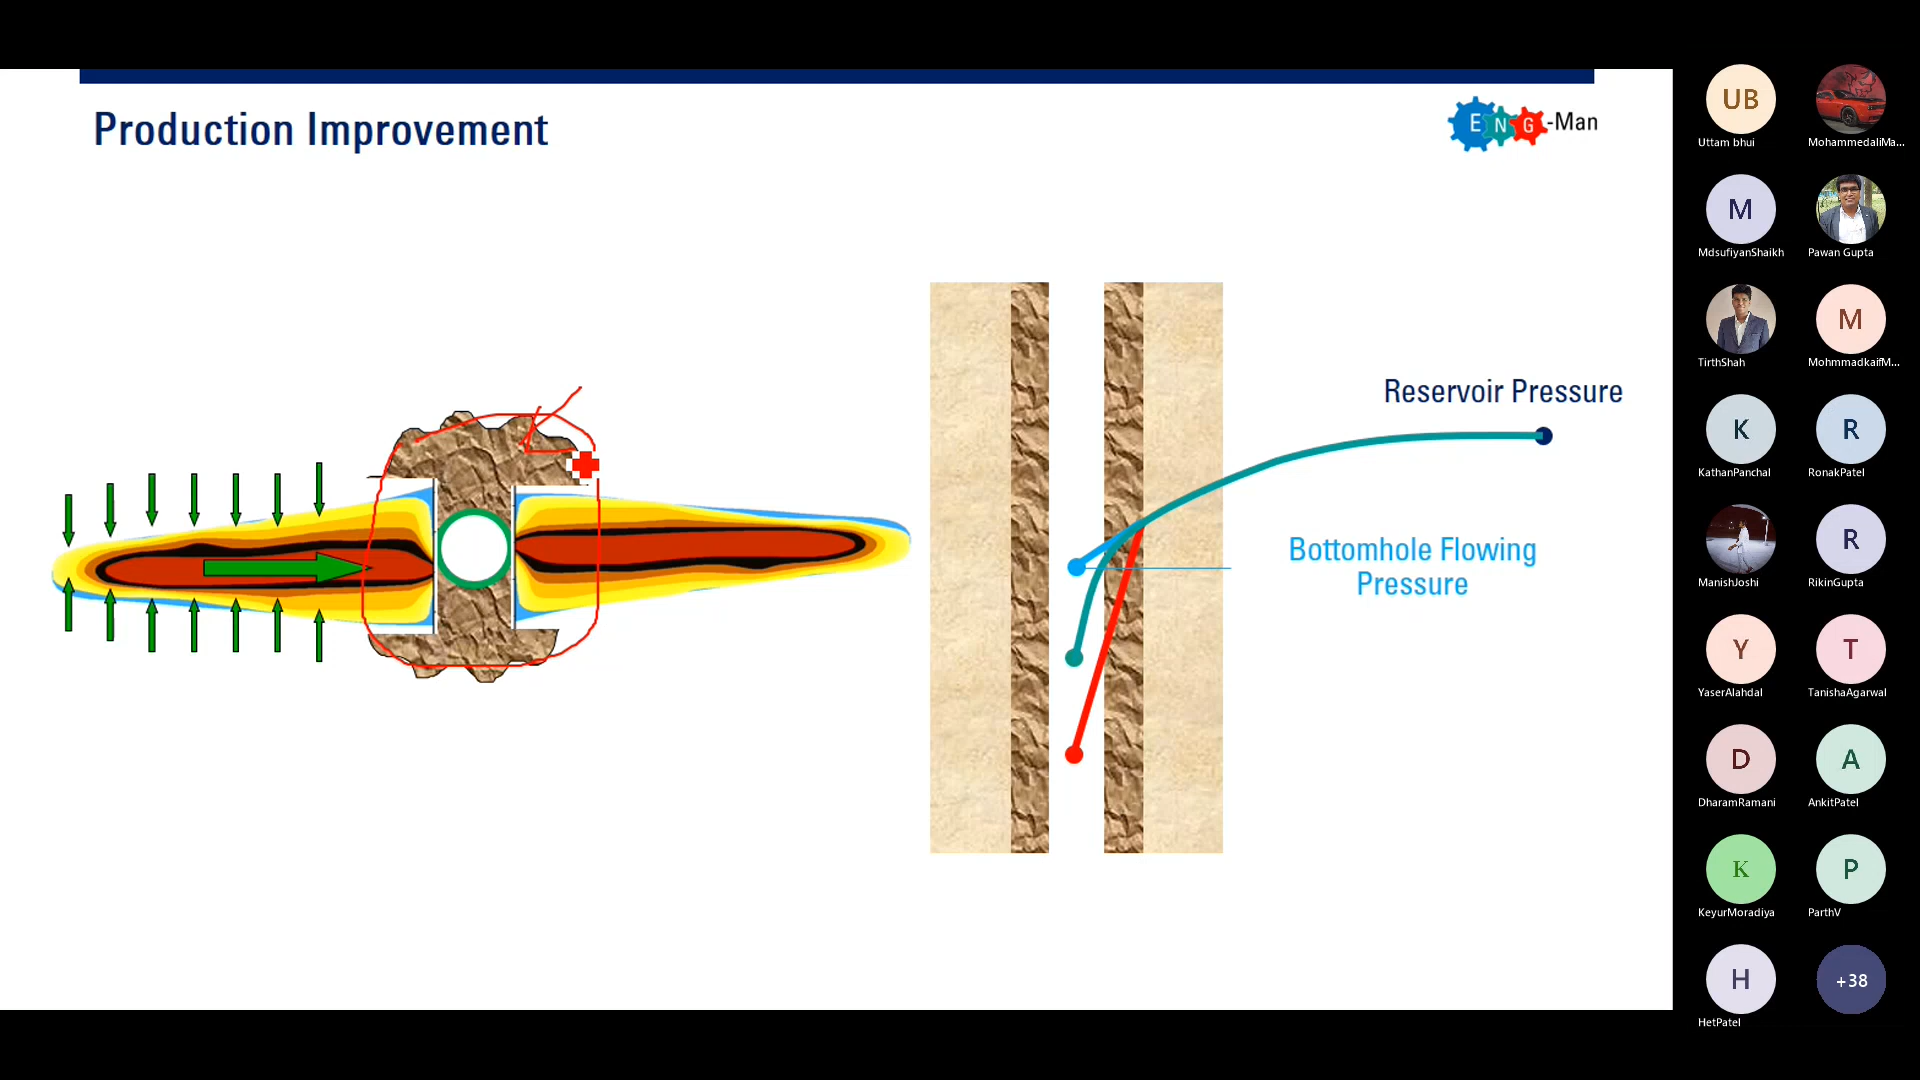 Production Improvement
ENG-Man
Reservoir Pressure
Bottomhole Flowing
Pressure
UB
Uttam bhui
MohammedaliMa...
M
MdsufiyanShaikh
Pawan Gupta
TirthShah
M
MohmmadkaifM...
K
KathanPanchal
R
RonakPatel
ManishJoshi
R
RikinGupta
Y
YaserAlahdal
T
TanishaAgarwal
D
DharamRamani
A
AnkitPatel
K
KeyurMoradiya
P
ParthV
H
HetPatel
+38